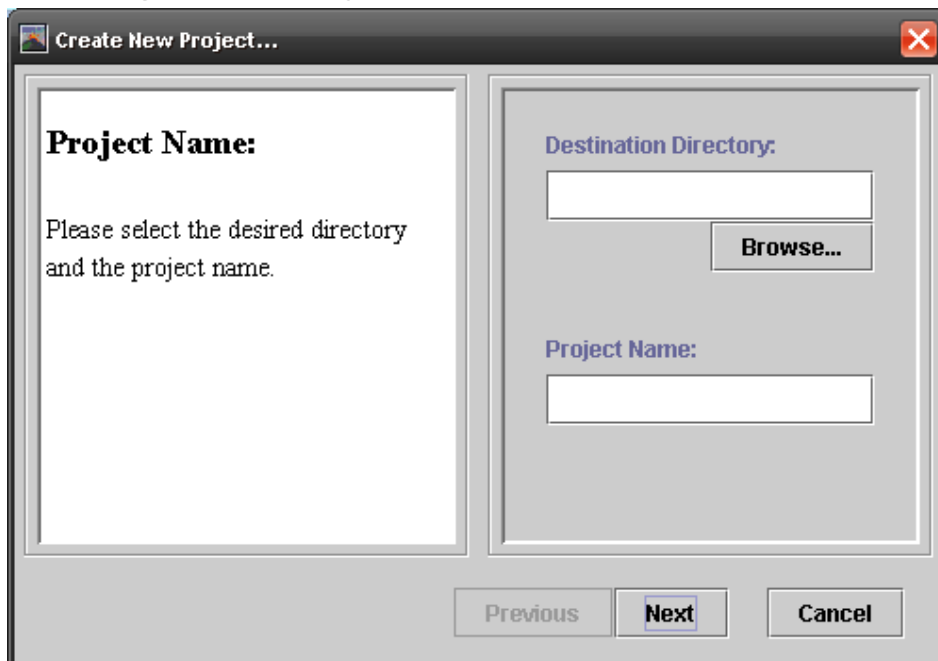 Create New Project...
Project Name:
Please select the desired directory
and the project name.
Destination Directory:
Browse...
Project Name:
Previous
Next
Cancel